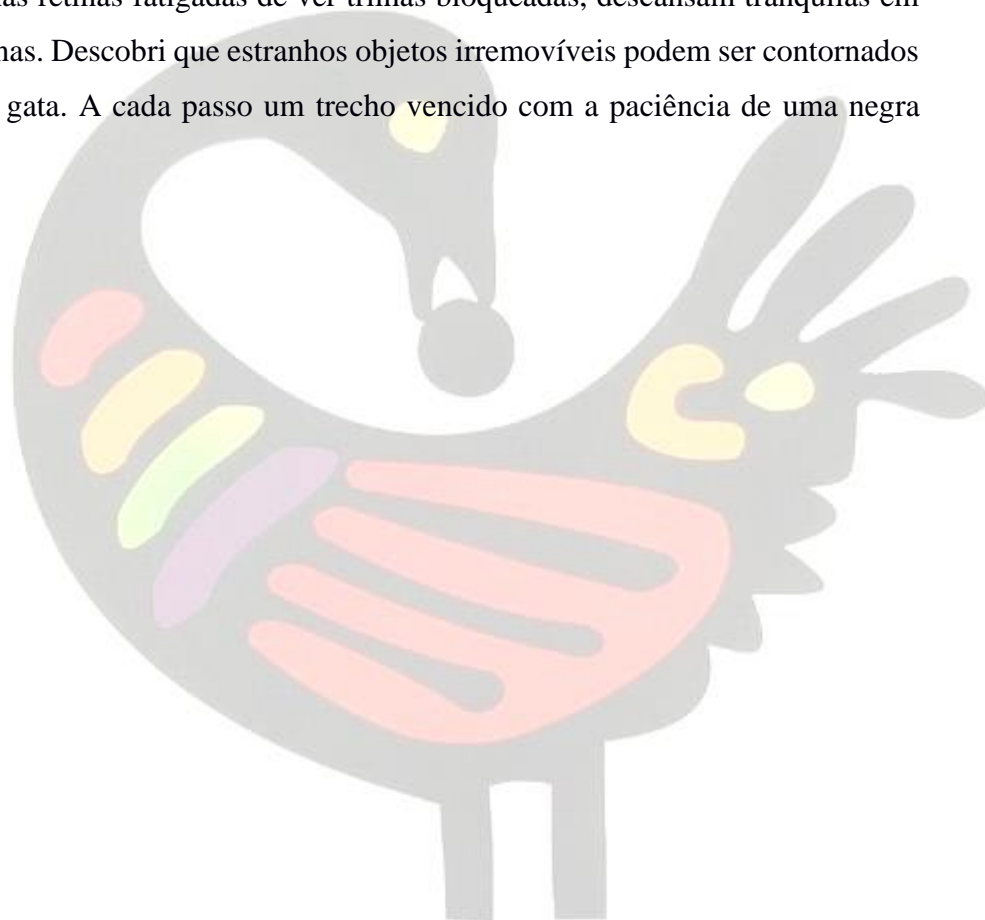 nas retinas fatigadas de ver trilhas bloqueadas, descansam tranquilas em
nas. Descobri que estranhos objetos irremovíveis podem ser contornados
gata. A cada passo um trecho vencido com a paciência de uma negra